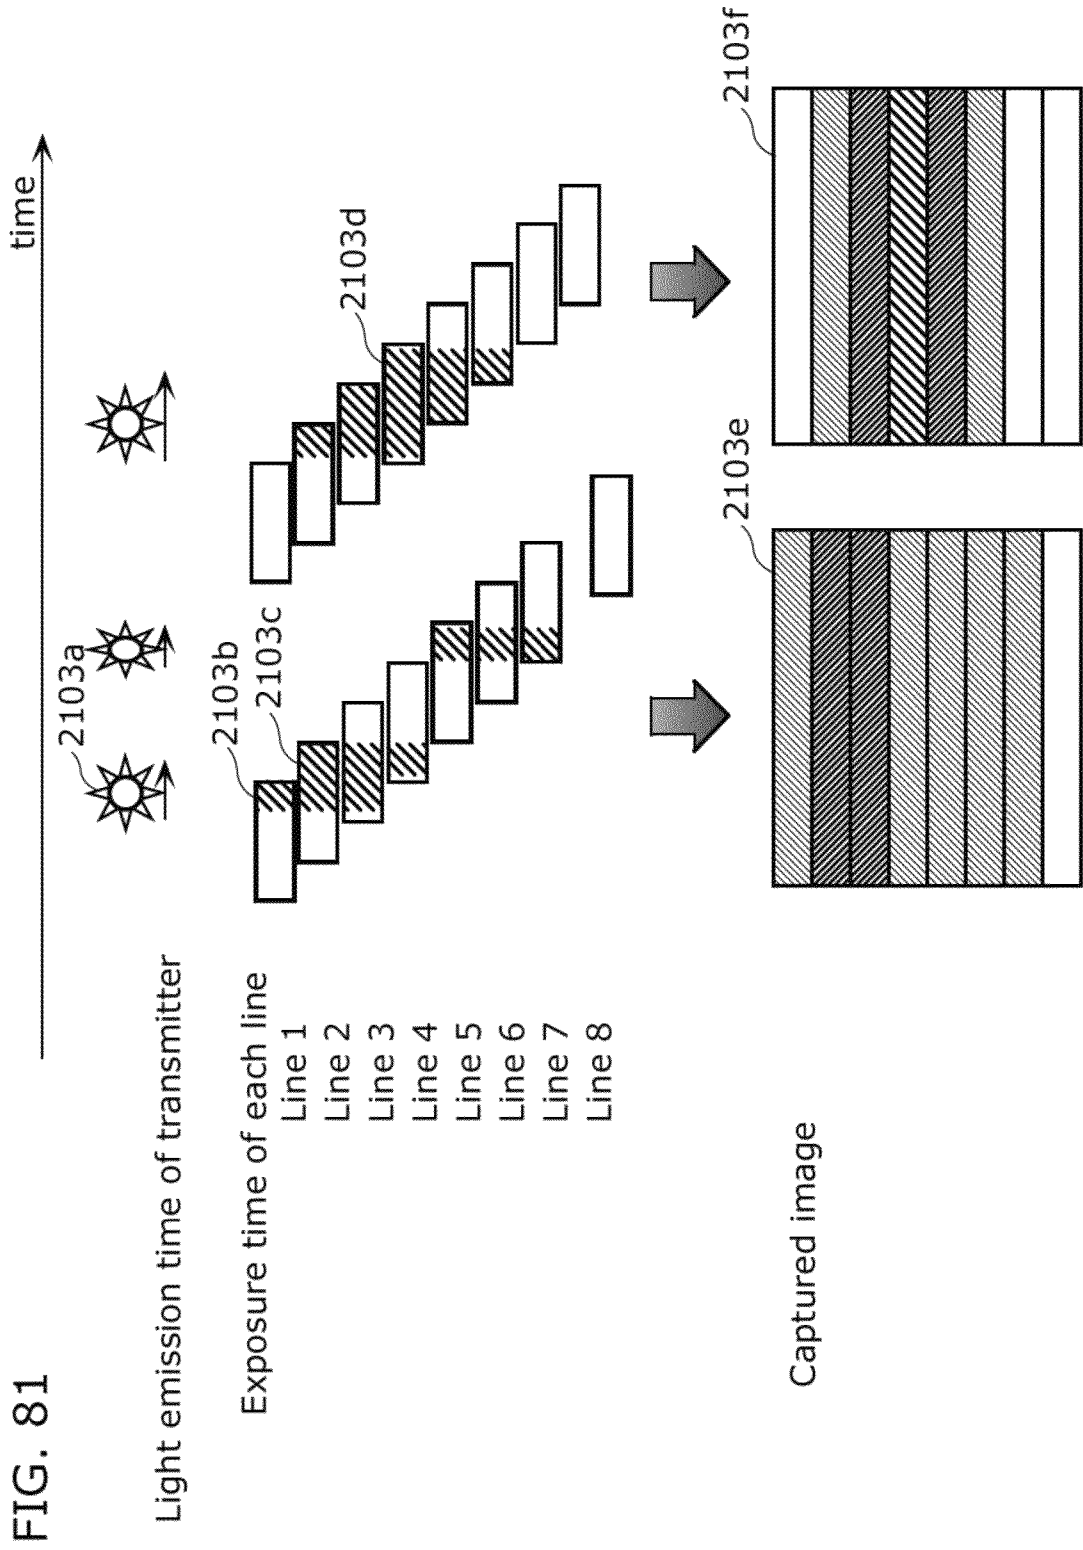 FIG. 81
time
2103a
Light emission time of transmitter
2103b
2103c
2103d
Exposure time of each line
Line 1
Line 2
Line 3
Line 4
Line 5
Line 6
Line 7
Line 8
2103e
2103f
Captured image